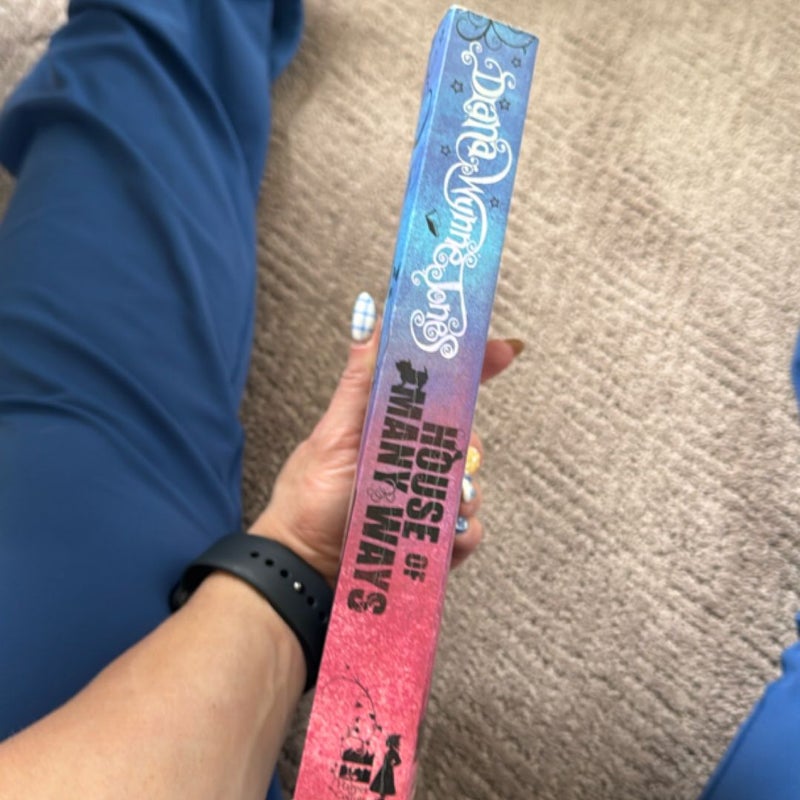 Diana Wynne Jones
HOUSE OF
MANY WAYS